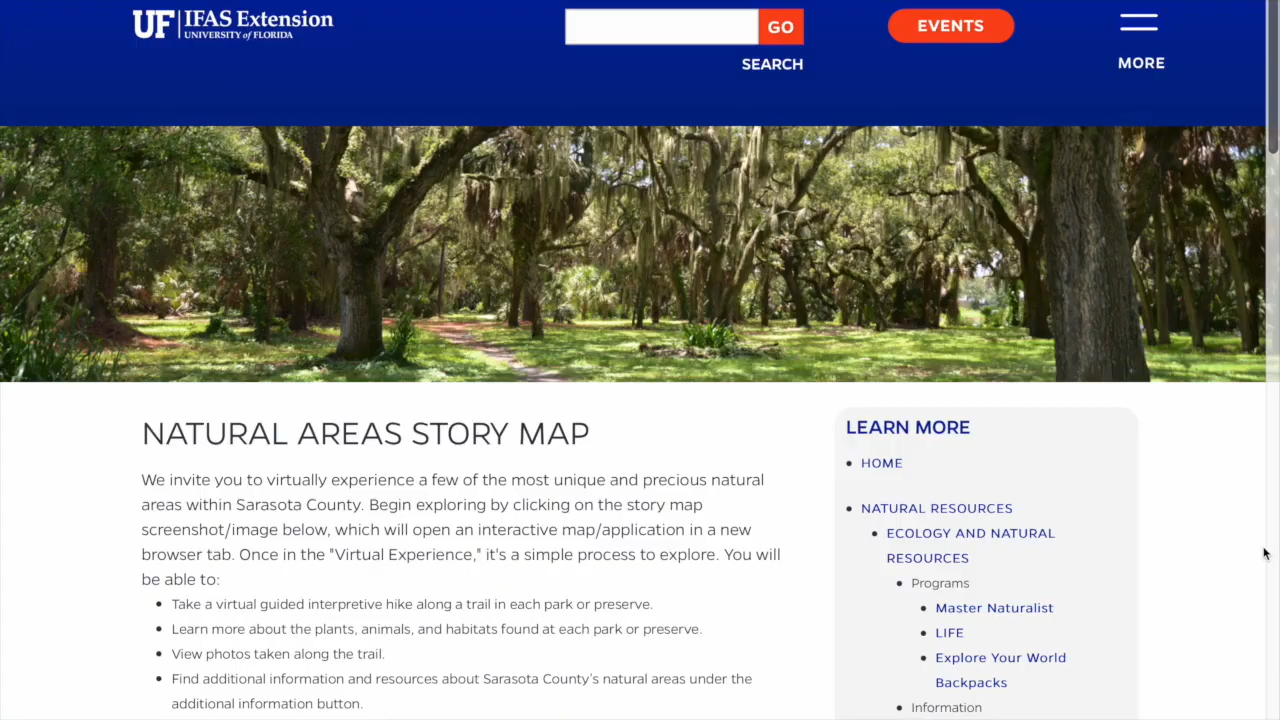 UF IFAS Extension
UNIVERSITY of FLORIDA
GO
SEARCH
EVENTS
MORE
NATURAL AREAS STORY MAP
We invite you to virtually experience a few of the most unique and precious natural
areas within Sarasota County. Begin exploring by clicking on the story map
screenshot/image below, which will open an interactive map/application in a new
browser tab. Once in the "Virtual Experience," it's a simple process to explore. You will
be able to:
Take a virtual guided interpretive hike along a trail in each park or preserve.
Learn more about the plants, animals, and habitats found at each park or preserve.
View photos taken along the trail.
Find additional information and resources about Sarasota County's natural areas under the
additional information button.
LEARN MORE
HOME
NATURAL RESOURCES
ECOLOGY AND NATURAL
RESOURCES
Programs
Master Naturalist
LIFE
Explore Your World
Backpacks
Information